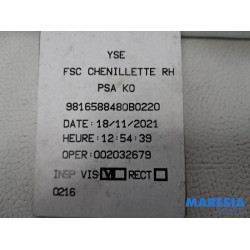 YSE
FSC CHENILLETTE RH
PSA KO
9816588480B0220
DATE: 18/11/2021
HEURE: 12:54:39
OPER: 002032679
INSP VIS RECT
0216
MARESIA